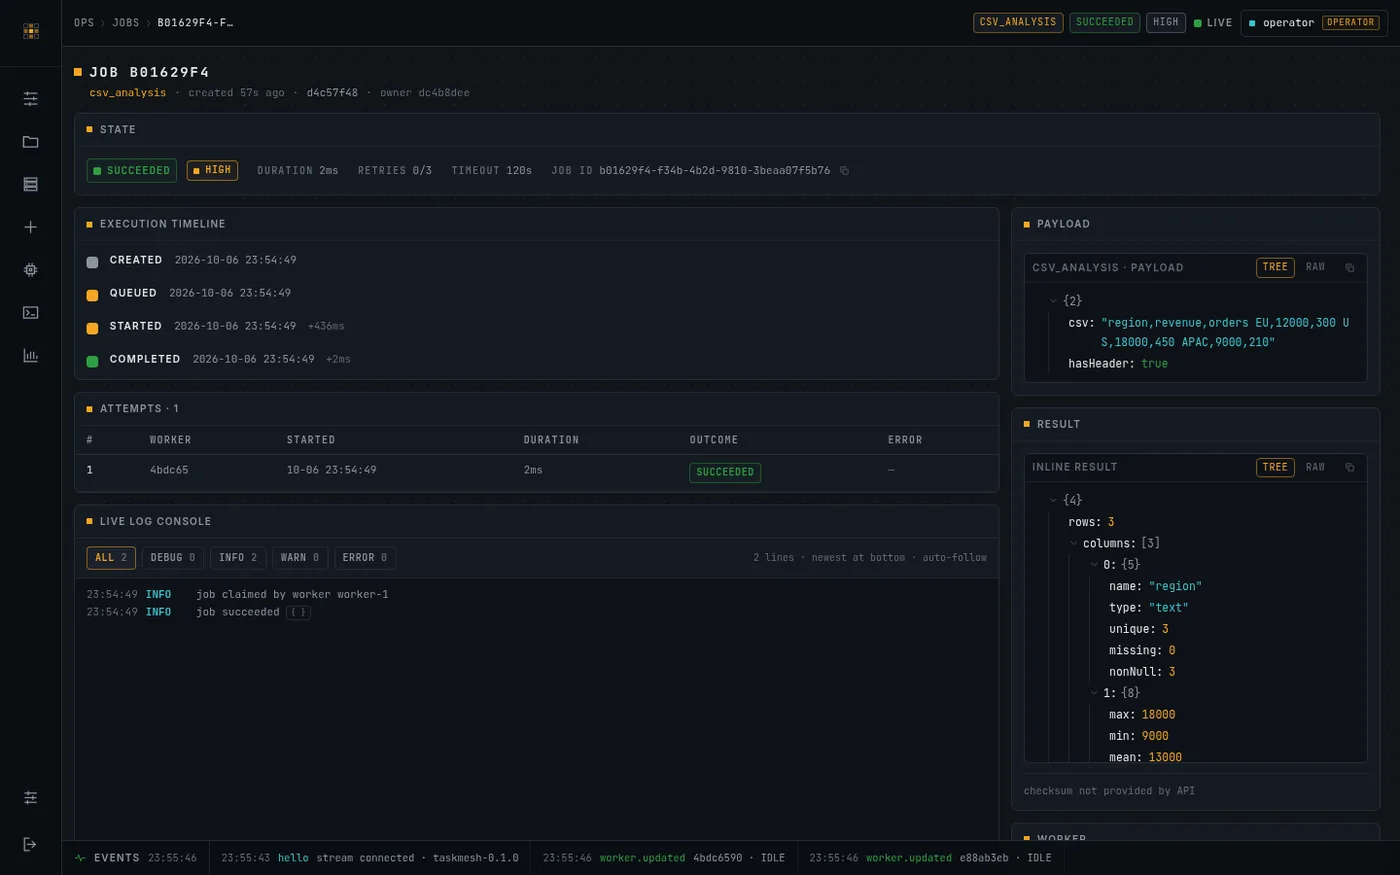 OPS › JOBS › B01629F4-F…
CSV_ANALYSIS SUCCEEDED HIGH LIVE operator OPERATOR
JOB B01629F4
csv_analysis · created 57s ago · d4c57f48 · owner dc4b8dee
STATE
SUCCEEDED HIGH DURATION 2ms RETRIES 0/3 TIMEOUT 120s JOB ID b01629f4-f34b-4b2d-9810-3beaa07f5b76
EXECUTION TIMELINE
CREATED 2026-10-06 23:54:49
QUEUED 2026-10-06 23:54:49
STARTED 2026-10-06 23:54:49 +436ms
COMPLETED 2026-10-06 23:54:49 +2ms
ATTEMPTS · 1
# WORKER STARTED DURATION OUTCOME ERROR
1 4bdc65 10-06 23:54:49 2ms SUCCEEDED —
LIVE LOG CONSOLE
ALL 2 DEBUG 0 INFO 2 WARN 0 ERROR 0 2 lines · newest at bottom · auto-follow
23:54:49 INFO job claimed by worker worker-1
23:54:49 INFO job succeeded { }
PAYLOAD
CSV_ANALYSIS · PAYLOAD TREE RAW
{2}
csv: "region,revenue,orders EU,12000,300 U
S,18000,450 APAC,9000,210"
hasHeader: true
RESULT
INLINE RESULT TREE RAW
{4}
rows: 3
columns: [3]
0: {5}
name: "region"
type: "text"
unique: 3
missing: 0
nonNull: 3
1: {8}
max: 18000
min: 9000
mean: 13000
checksum not provided by API
WORKER
EVENTS 23:55:46 23:55:43 hello stream connected · taskmesh-0.1.0 23:55:46 worker.updated 4bdc6590 · IDLE 23:55:46 worker.updated e88ab3eb · IDLE